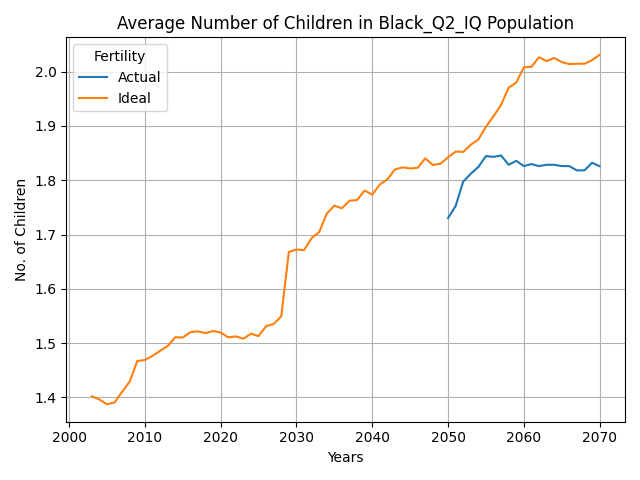 Average Number of Children in Black_Q2_IQ Population
Fertility
Actual
Ideal
No. of Children
2.0
1.9
1.8
1.7
1.6
1.5
1.4
2000 2010 2020 2030 2040 2050 2060 2070
Years